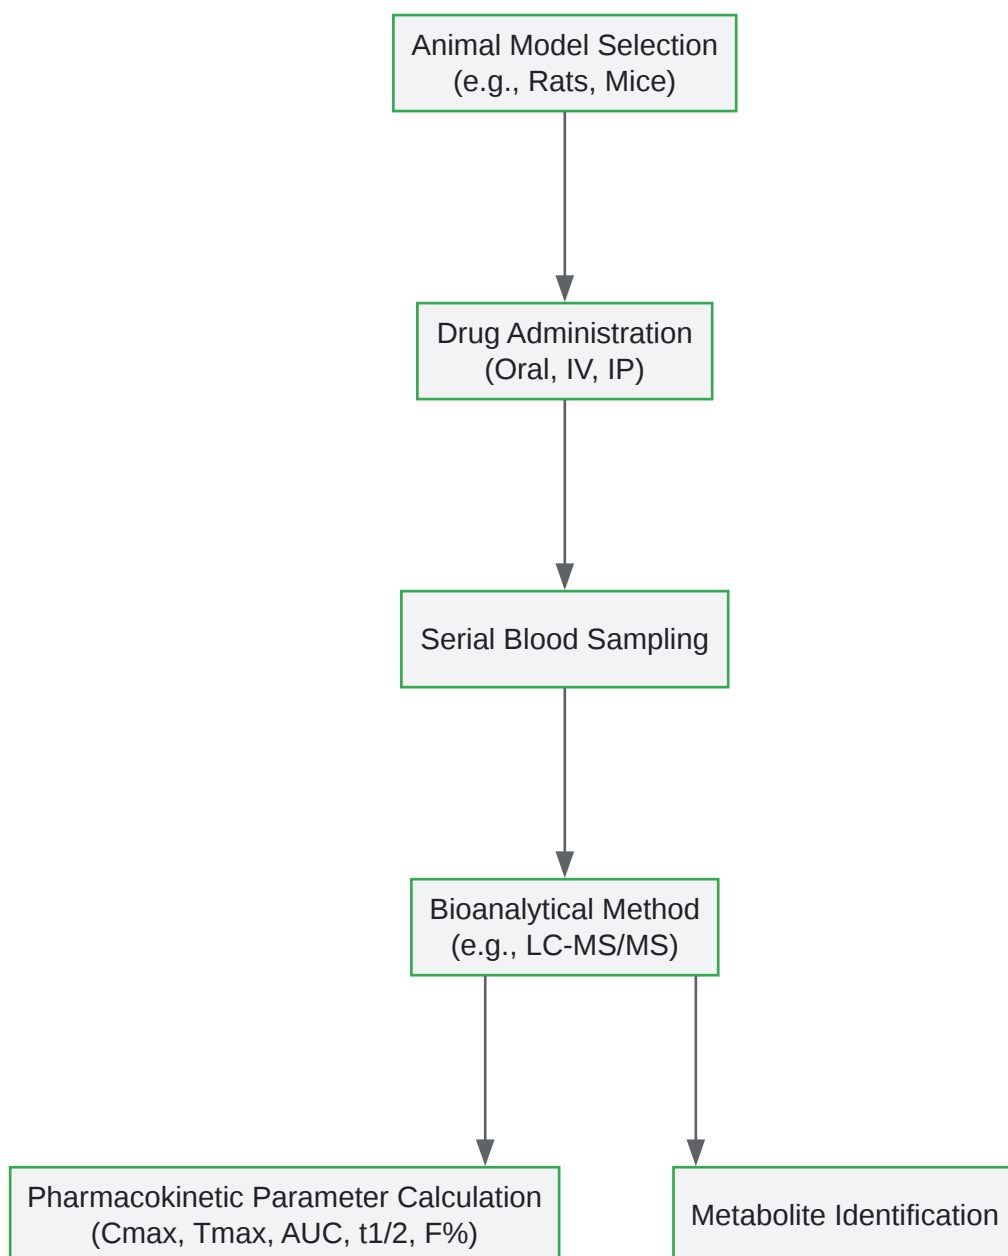 Animal Model Selection
(e.g., Rats, Mice)
Drug Administration
(Oral, IV, IP)
Serial Blood Sampling
Bioanalytical Method
(e.g., LC-MS/MS)
Pharmacokinetic Parameter Calculation
(Cmax, Tmax, AUC, t1/2, F%)
Metabolite Identification